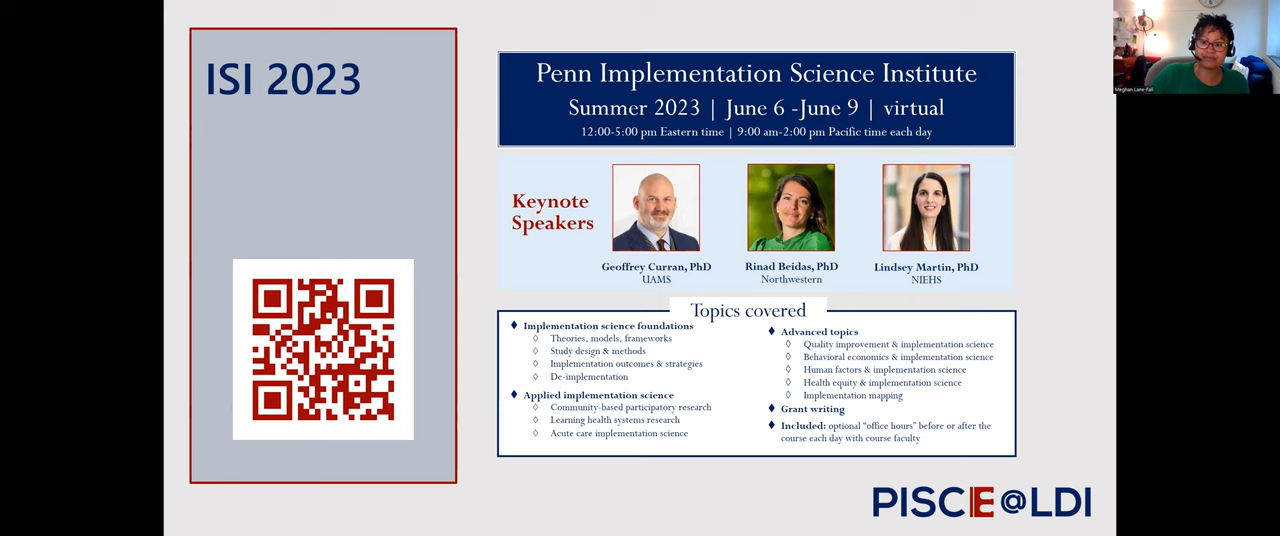 ISI 2023
Penn Implementation Science Institute
Summer 2023 | June 6 -June 9 | virtual
12:00-5:00 pm Eastern time | 9:00 am-2:00 pm Pacific time each day
Keynote
Speakers
Geoffrey Curran, PhD
UAMS
Rinad Beidas, PhD
Northwestern
Lindsey Martin, PhD
NIEHS
Topics covered
Implementation science foundations
Theories, models, frameworks
Study design & methods
Implementation outcomes & strategies
De-implementation
Applied implementation science
Community-based participatory research
Learning health systems research
Acute care implementation science
Advanced topics
Quality improvement & implementation science
Behavioral economics & implementation science
Human factors & implementation science
Health equity & implementation science
Implementation mapping
Grant writing
Included: optional “office hours” before or after the
course each day with course faculty
PISCE@LDI
Meghan Lane-Fall